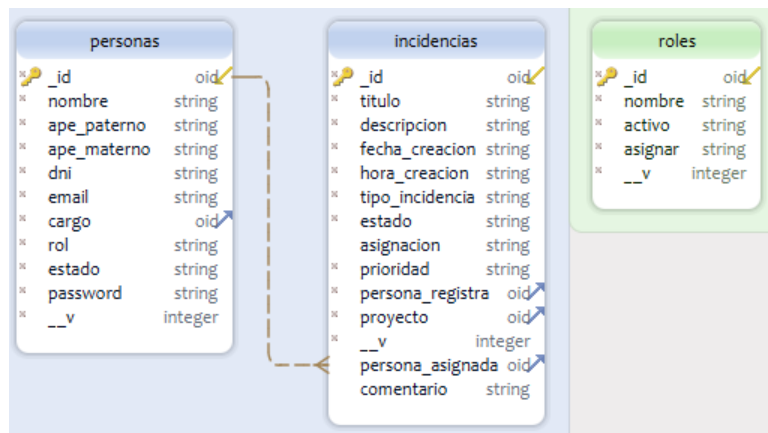 personas
_id oid
nombre string
ape_paterno string
ape_materno string
dni string
email string
cargo oid
rol string
estado string
password string
__v integer
incidencias
_id oid
titulo string
descripcion string
fecha_creacion string
hora_creacion string
tipo_incidencia string
estado string
asignacion string
prioridad string
persona_registra oid
proyecto oid
__v integer
persona_asignada oid
comentario string
roles
_id oid
nombre string
activo string
asignar string
__v integer